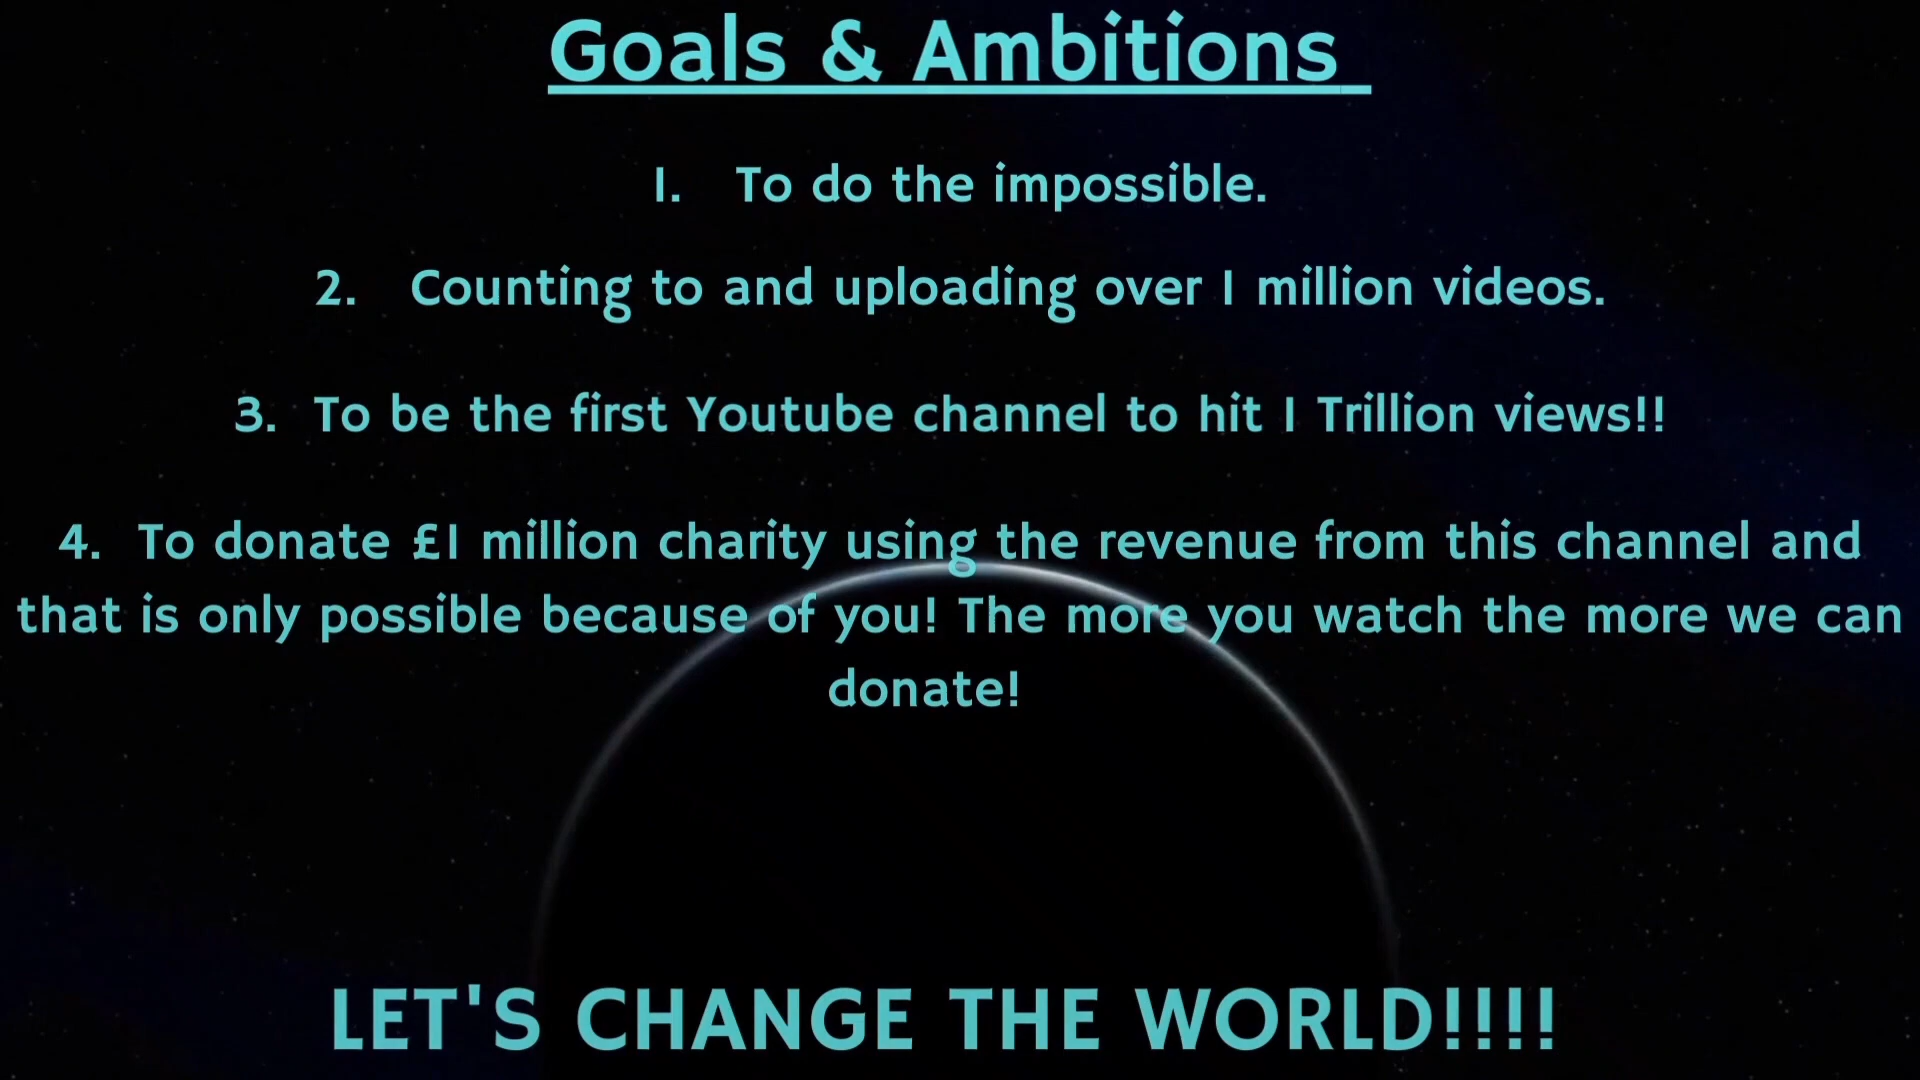 Goals & Ambitions
1. To do the impossible.
2. Counting to and uploading over 1 million videos.
3. To be the first Youtube channel to hit 1 Trillion views!!
4. To donate £1 million charity using the revenue from this channel and
that is only possible because of you! The more you watch the more we can
donate!
LET'S CHANGE THE WORLD!!!!